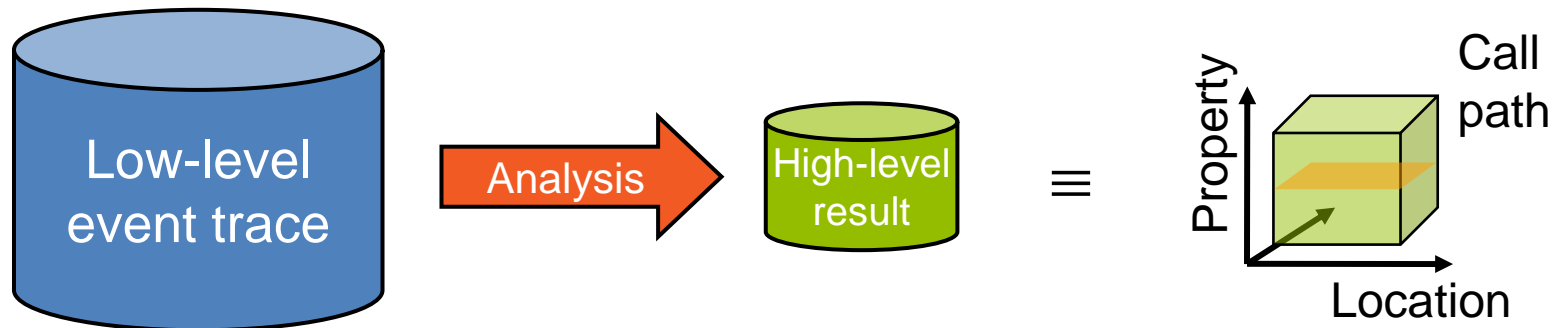 Low-level
event trace
Analysis
High-level
result
≡
Property
Call
path
Location